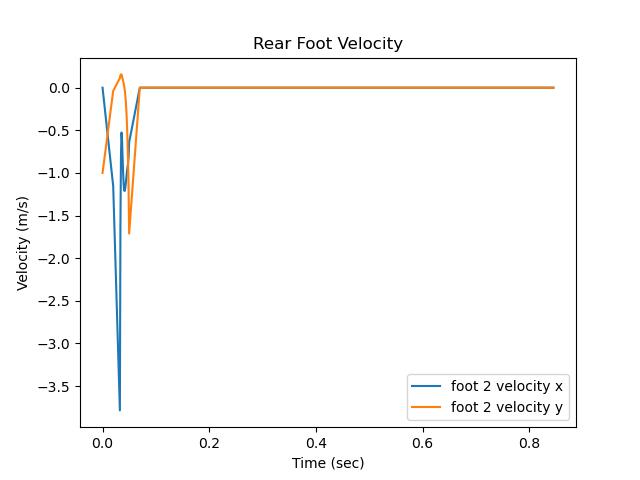 Rear Foot Velocity
0.0
−0.5
−1.0
−1.5
−2.0
−2.5
−3.0
−3.5
Velocity (m/s)
foot 2 velocity x
foot 2 velocity y
0.0 0.2 0.4 0.6 0.8
Time (sec)